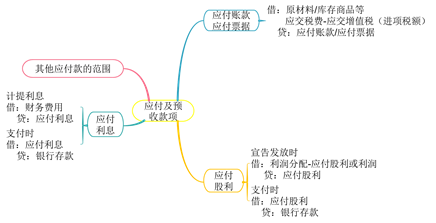 应付账款
应付票据
借：原材料/库存商品等
应交税费-应交增值税（进项税额）
贷：应付账款/应付票据
其他应付款的范围
应付及预
收款项
计提利息
借：财务费用
贷：应付利息
支付时
借：应付利息
贷：银行存款
应付
利息
应付
股利
宣告发放时
借：利润分配-应付股利或利润
贷：应付股利
支付时
借：应付股利
贷：银行存款